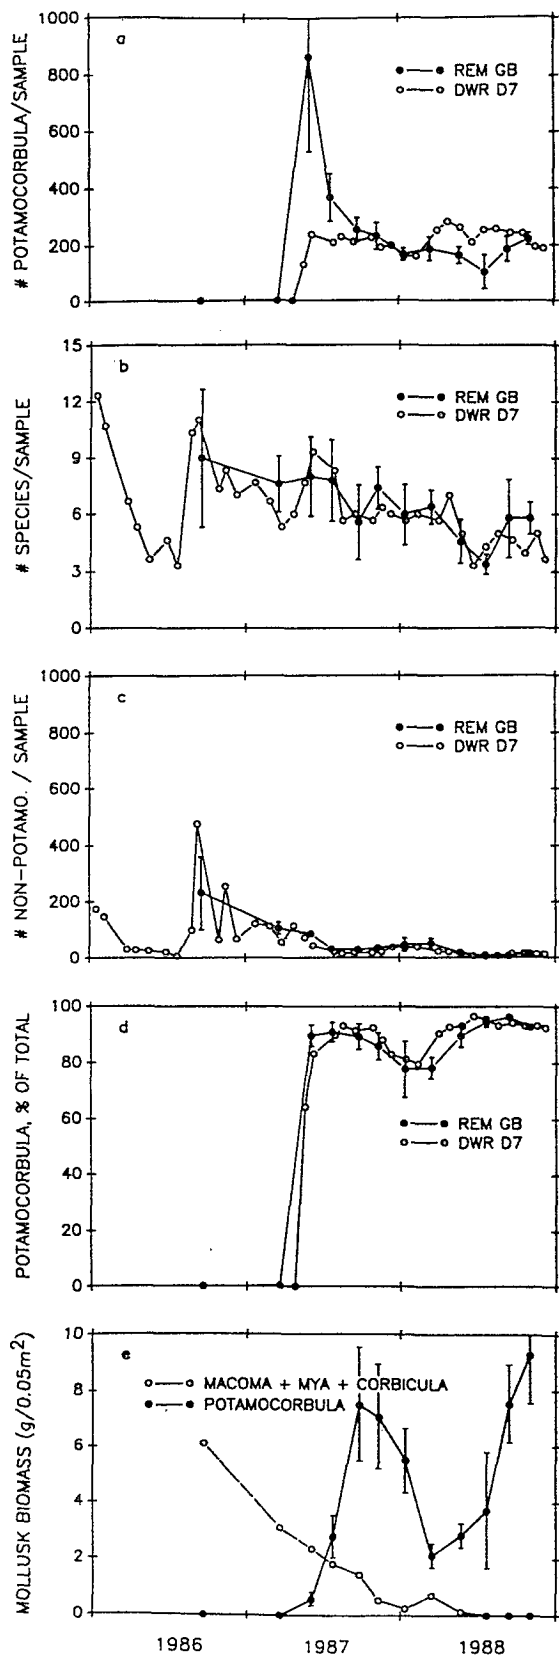 a
# POTAMOCORBULA/SAMPLE
1000
800
600
400
200
0
REM GB
DWR D7
b
# SPECIES/SAMPLE
15
12
9
6
3
0
REM GB
DWR D7
c
# NON-POTAMO. / SAMPLE
1000
800
600
400
200
0
REM GB
DWR D7
d
POTAMOCORBULA, % OF TOTAL
100
80
60
40
20
0
REM GB
DWR D7
e
MOLLUSK BIOMASS (g/0.05m²)
10
8
6
4
2
0
MACOMA + MYA + CORBICULA
POTAMOCORBULA
1986 1987 1988